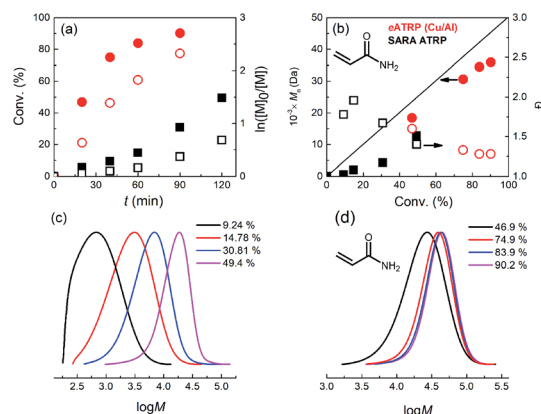 (a)
Conv. (%)
100
80
60
40
20
0
0 20 40 60 80 100 120
t (min)
3
2
1
0
ln([M]0/[M])
(b)
eATRP (Cu/Al)
SARA ATRP
O
NH2
10-3× Mn (Da)
50
40
30
20
10
0
0 20 40 60 80 100
Conv. (%)
3.0
2.5
2.0
1.5
1.0
Đ
(c)
9.24 %
14.78 %
30.81 %
49.4 %
2.0 2.5 3.0 3.5 4.0 4.5 5.0
logM
(d)
O
NH2
46.9 %
74.9 %
83.9 %
90.2 %
3.0 3.5 4.0 4.5 5.0 5.5
logM